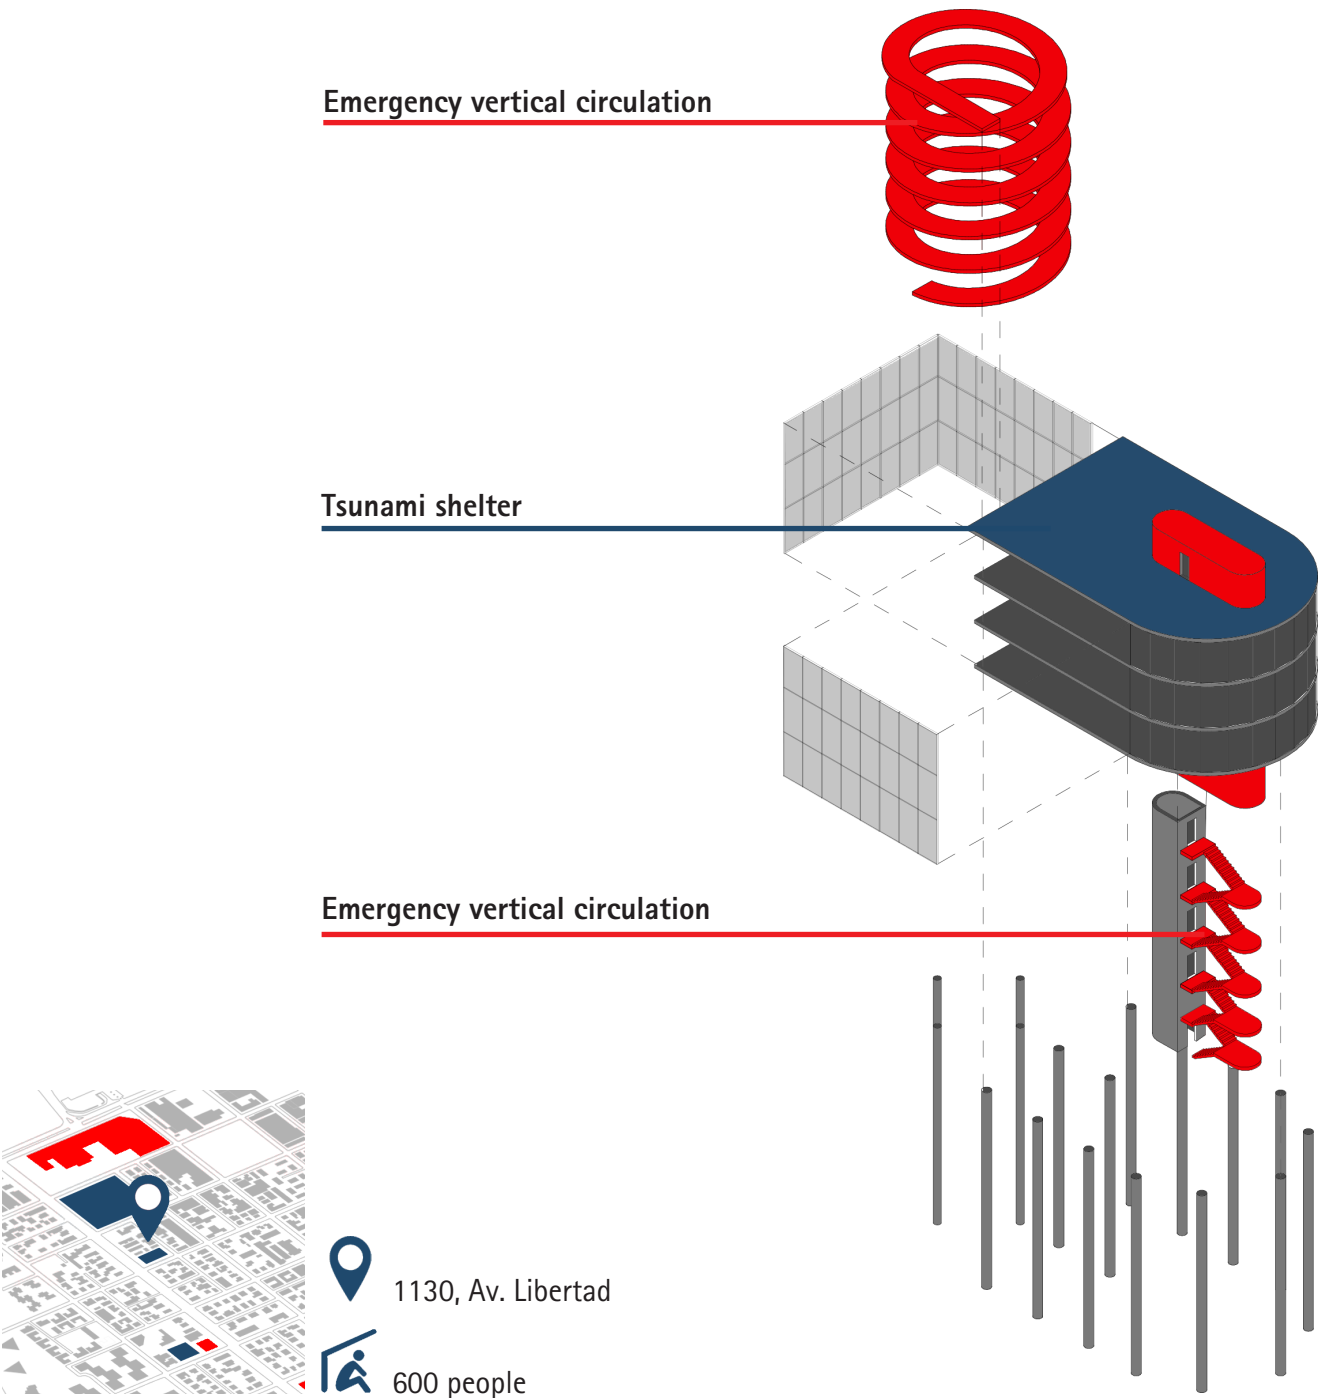 Emergency vertical circulation
Tsunami shelter
Emergency vertical circulation
1130, Av. Libertad
600 people